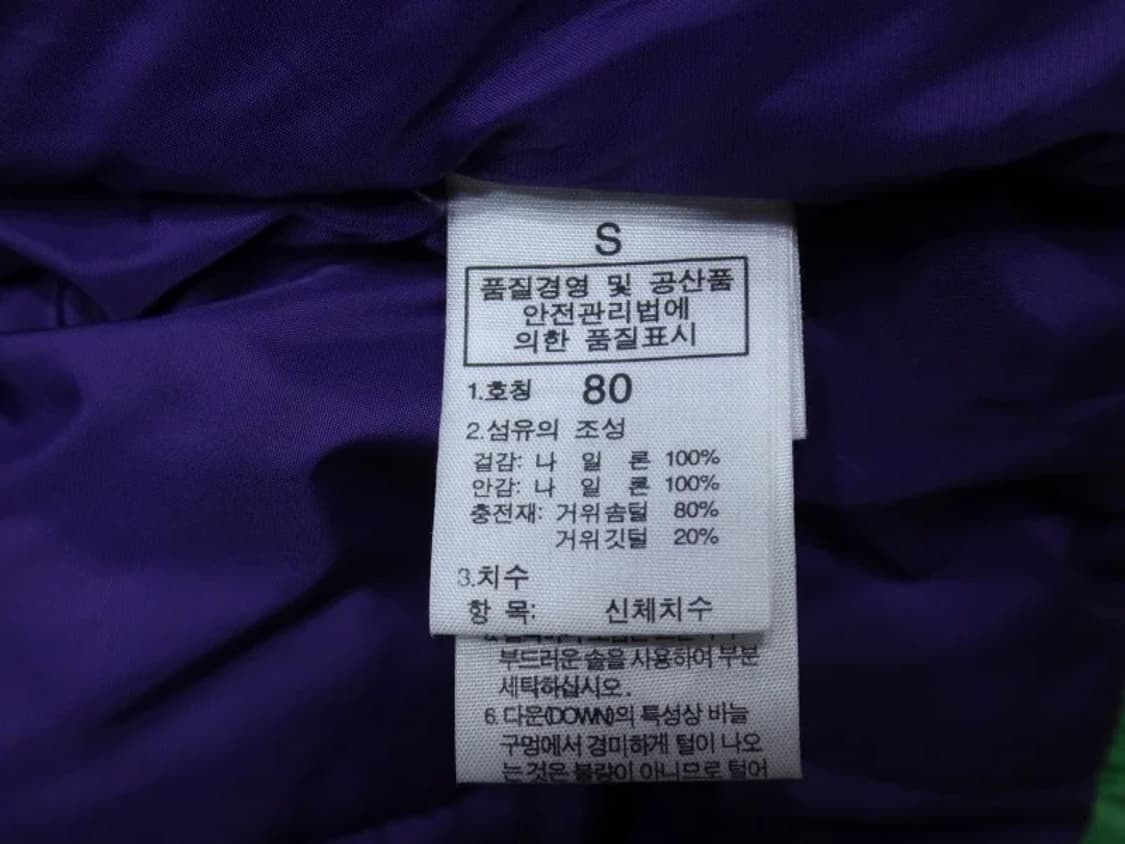 S
품질경영 및 공산품
안전관리법에
의한 품질표시
1.호칭 80
2.섬유의 조성
겉감: 나 일 론 100%
안감: 나 일 론 100%
충전재: 거위솜털 80%
거위깃털 20%
3.치수
항 목: 신체치수
부드러운 솔을 사용하여 부분
세탁하십시오.
6.다운(DOWN)의 특성상 바늘
구멍에서 경미하게 털이 나오
는것은 불량이 아니므로 털어